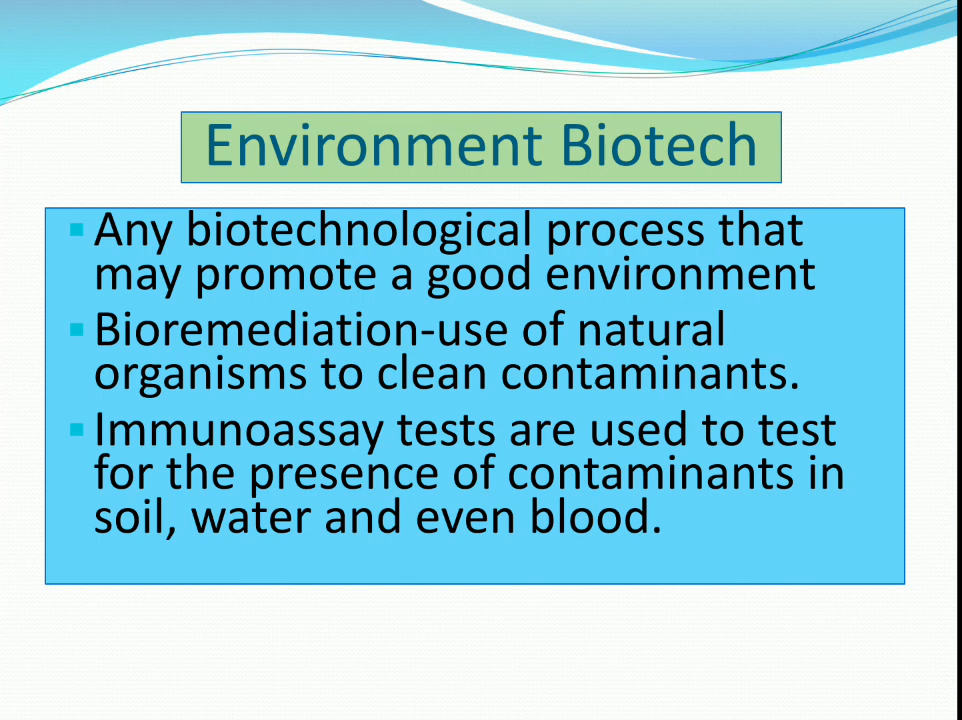 Environment Biotech
Any biotechnological process that
may promote a good environment
Bioremediation-use of natural
organisms to clean contaminants.
Immunoassay tests are used to test
for the presence of contaminants in
soil, water and even blood.